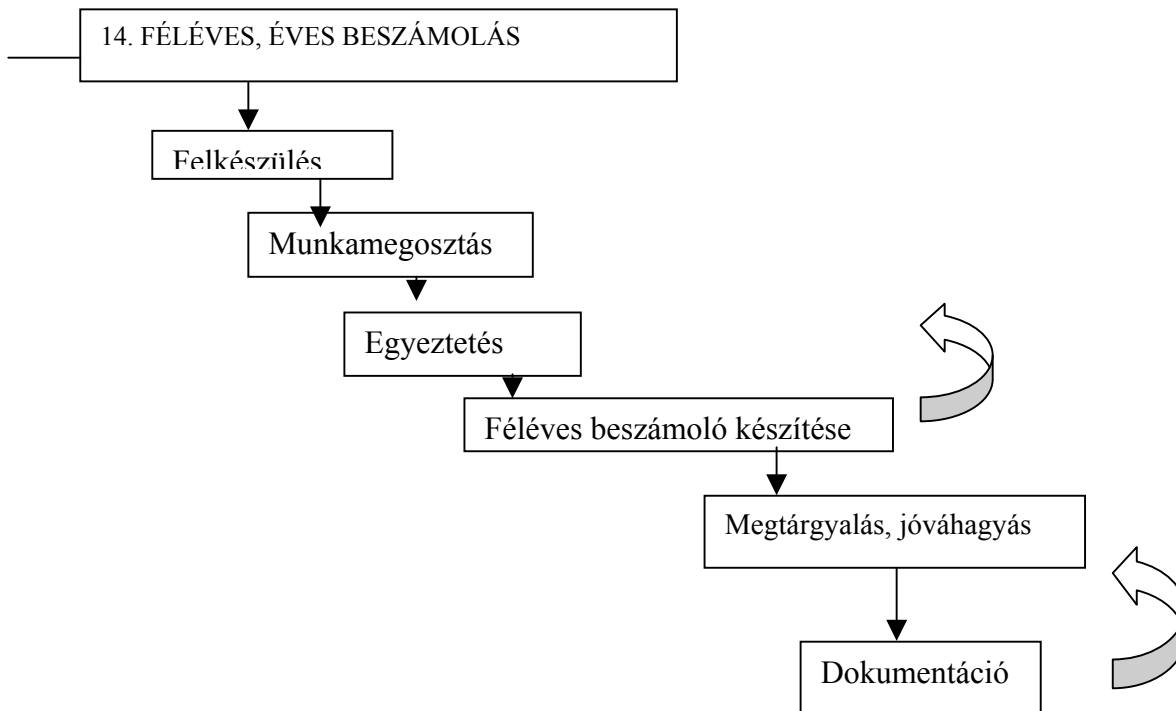 14. FÉLÉVES, ÉVES BESZÁMOLÁS
Felkészülés
Munkamegosztás
Egyeztetés
Féléves beszámoló készítése
Megtárgyalás, jóváhagyás
Dokumentáció